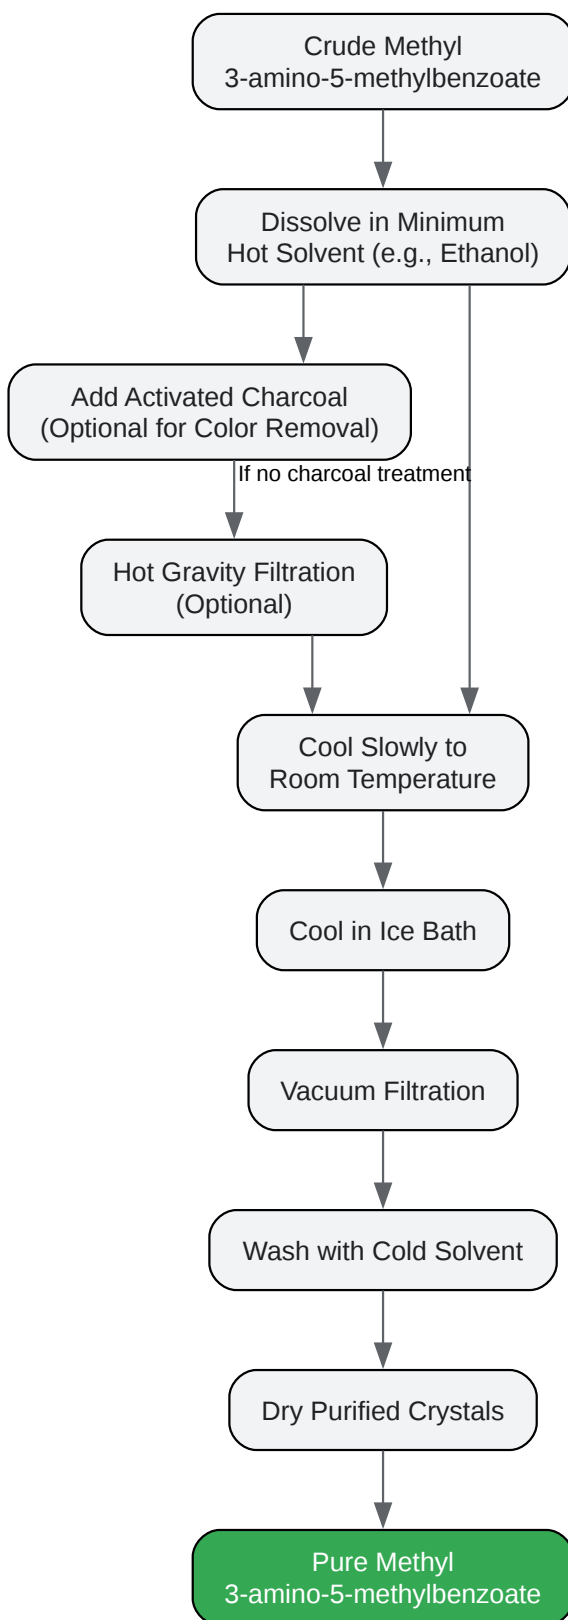 Crude Methyl
3-amino-5-methylbenzoate
Dissolve in Minimum
Hot Solvent (e.g., Ethanol)
Add Activated Charcoal
(Optional for Color Removal)
If no charcoal treatment
Hot Gravity Filtration
(Optional)
Cool Slowly to
Room Temperature
Cool in Ice Bath
Vacuum Filtration
Wash with Cold Solvent
Dry Purified Crystals
Pure Methyl
3-amino-5-methylbenzoate